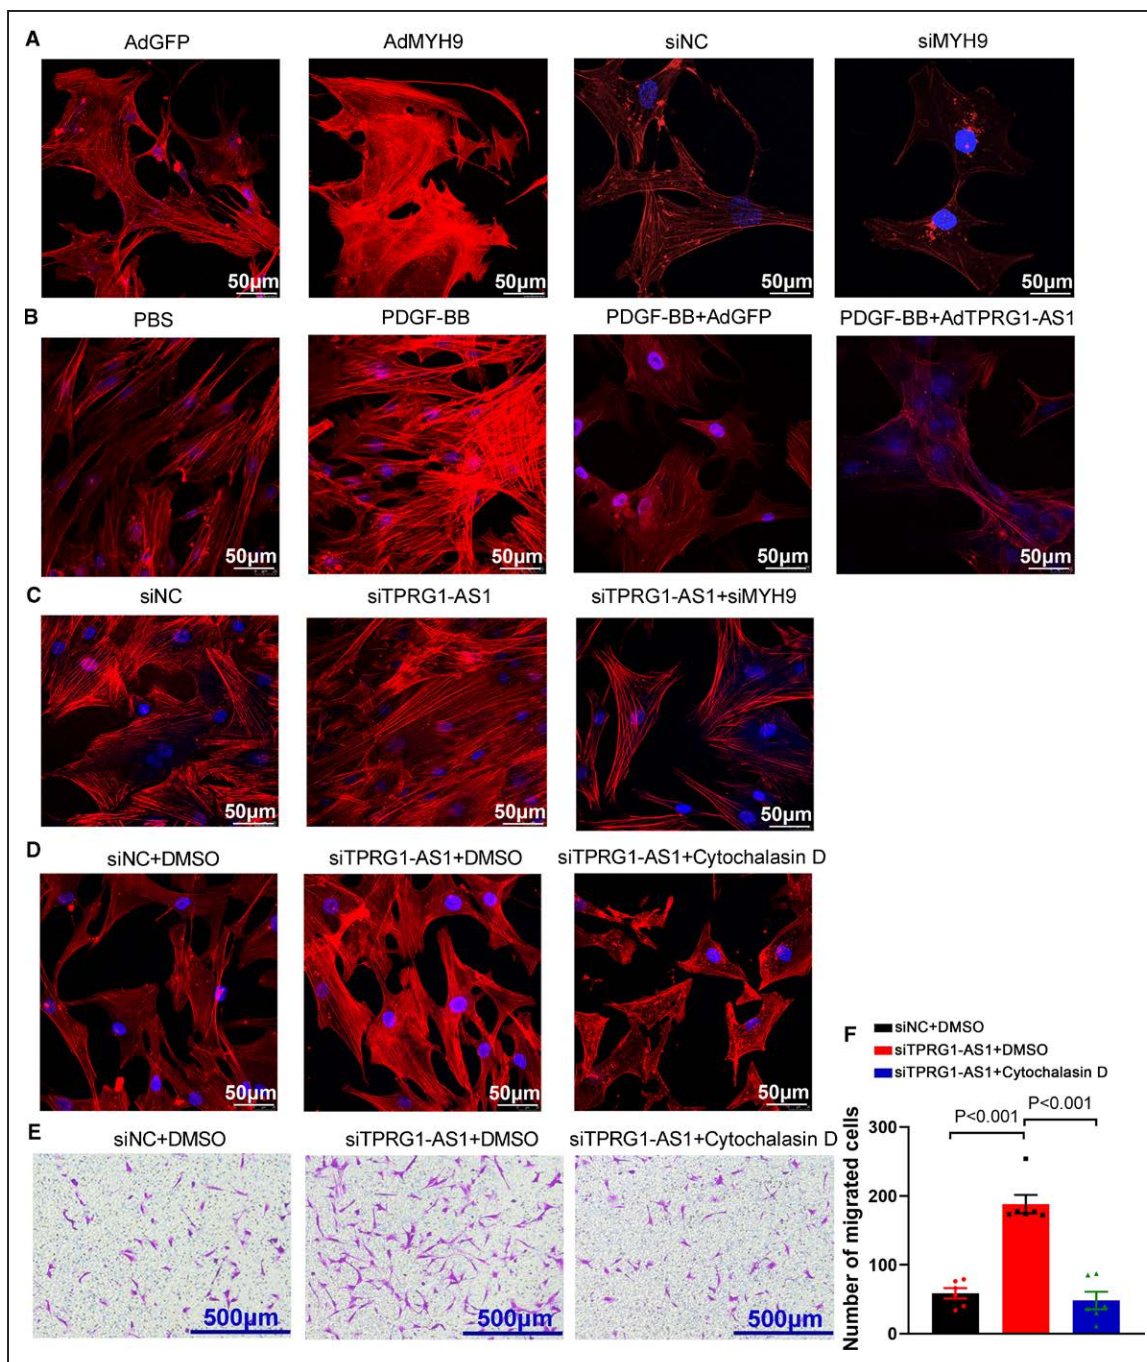 A
AdGFP
AdMYH9
siNC
siMYH9
50μm
50μm
50μm
50μm
B
PBS
PDGF-BB
PDGF-BB+AdGFP
PDGF-BB+AdTPRG1-AS1
50μm
50μm
50μm
50μm
C
siNC
siTPRG1-AS1
siTPRG1-AS1+siMYH9
50μm
50μm
50μm
D
siNC+DMSO
siTPRG1-AS1+DMSO
siTPRG1-AS1+Cytochalasin D
50μm
50μm
50μm
E
siNC+DMSO
siTPRG1-AS1+DMSO
siTPRG1-AS1+Cytochalasin D
500μm
500μm
500μm
F
siNC+DMSO
siTPRG1-AS1+DMSO
siTPRG1-AS1+Cytochalasin D
P<0.001
P<0.001
Number of migrated cells
300
200
100
0